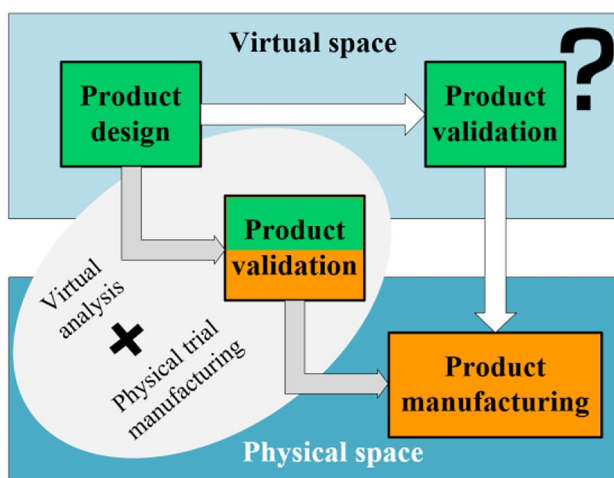 Virtual space
?
Product
design
Product
validation
Product
validation
Virtual
analysis
+
Physical trial
manufacturing
Product
manufacturing
Physical space